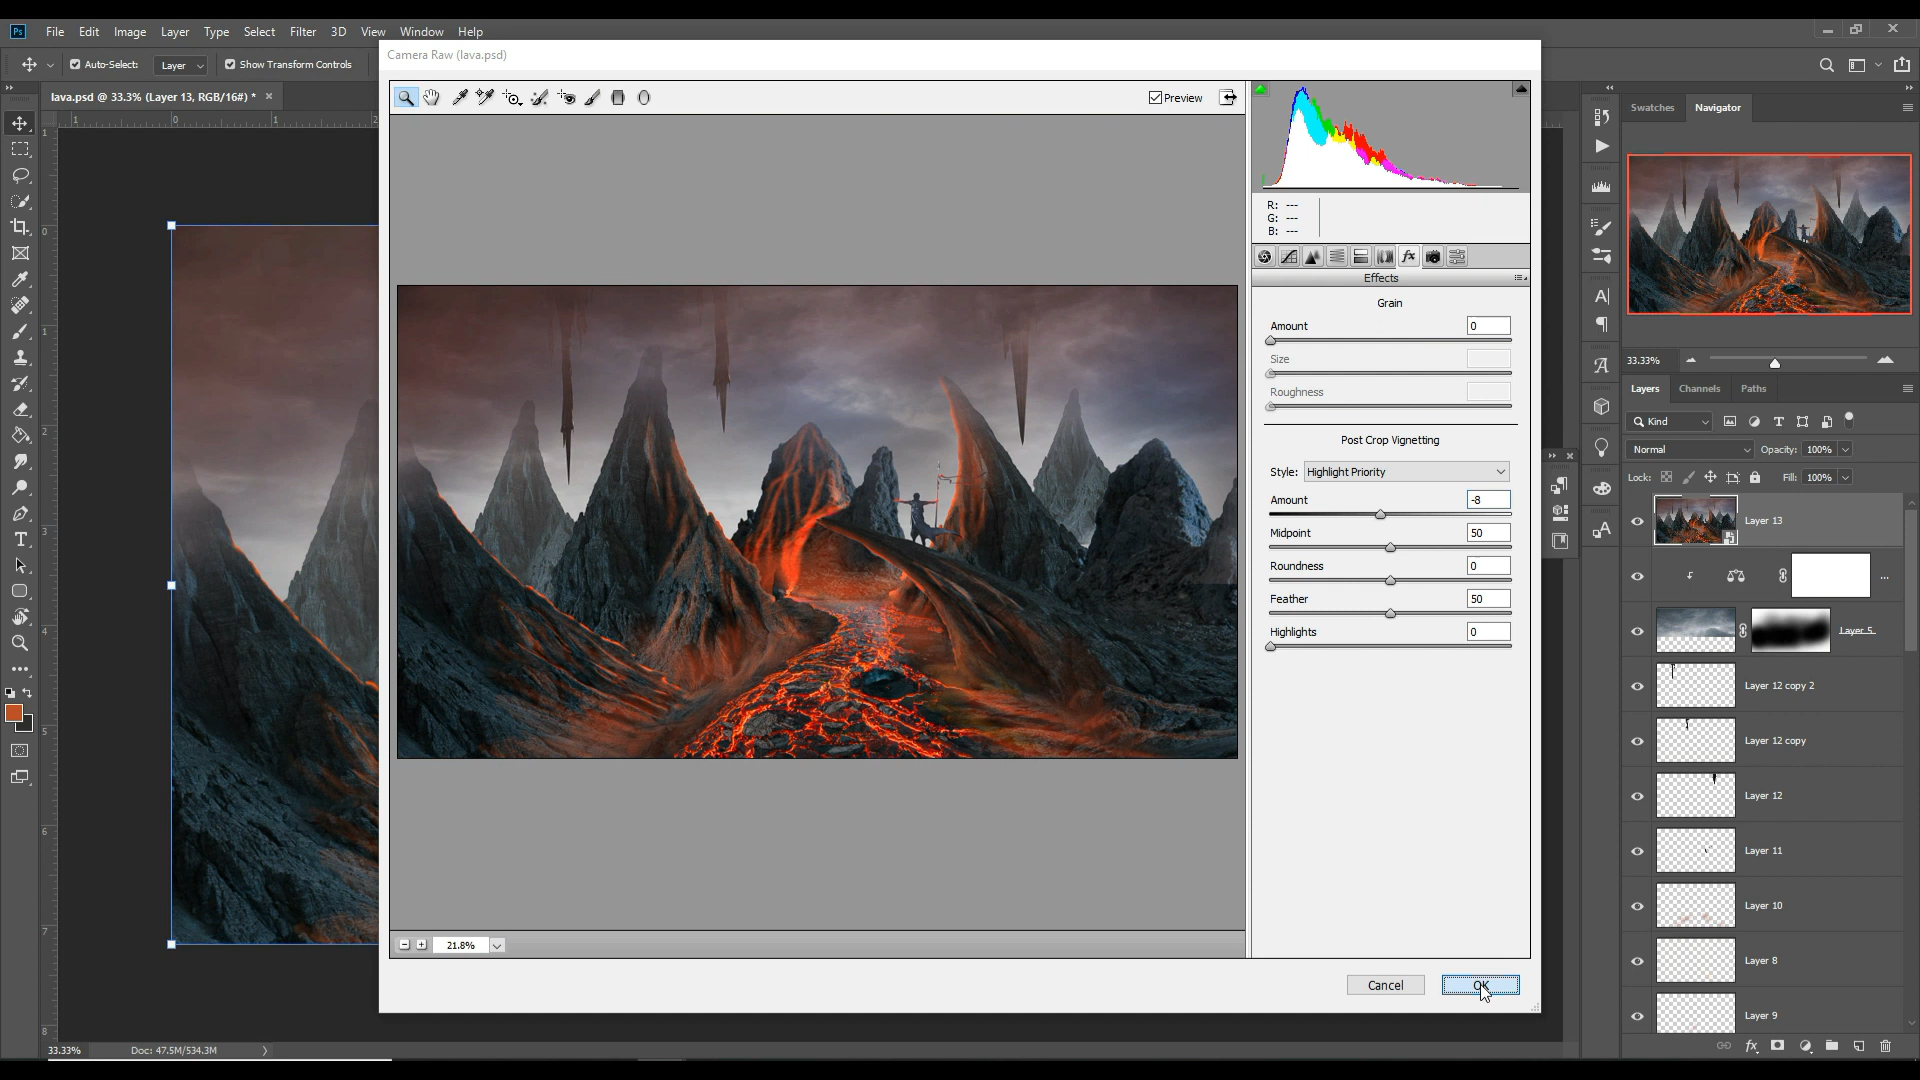 Ps File Edit Image Layer Type Select Filter 3D View Window Help
Auto-Select: Layer Show Transform Controls
lava.psd @ 33.3% (Layer 13, RGB/16#) *
Camera Raw (lava.psd)
Preview
R: ---
G: ---
B: ---
Effects
Grain
Amount 0
Size
Roughness
Post Crop Vignetting
Style: Highlight Priority
Amount -8
Midpoint 50
Roundness 0
Feather 50
Highlights 0
21.8%
Cancel OK
Swatches Navigator
33.33%
Layers Channels Paths
Kind
Normal Opacity: 100%
Lock: Fill: 100%
Layer 13
Layer 5
Layer 12 copy 2
Layer 12 copy
Layer 12
Layer 11
Layer 10
Layer 8
Layer 9
33.33% Doc: 47.5M/534.3M